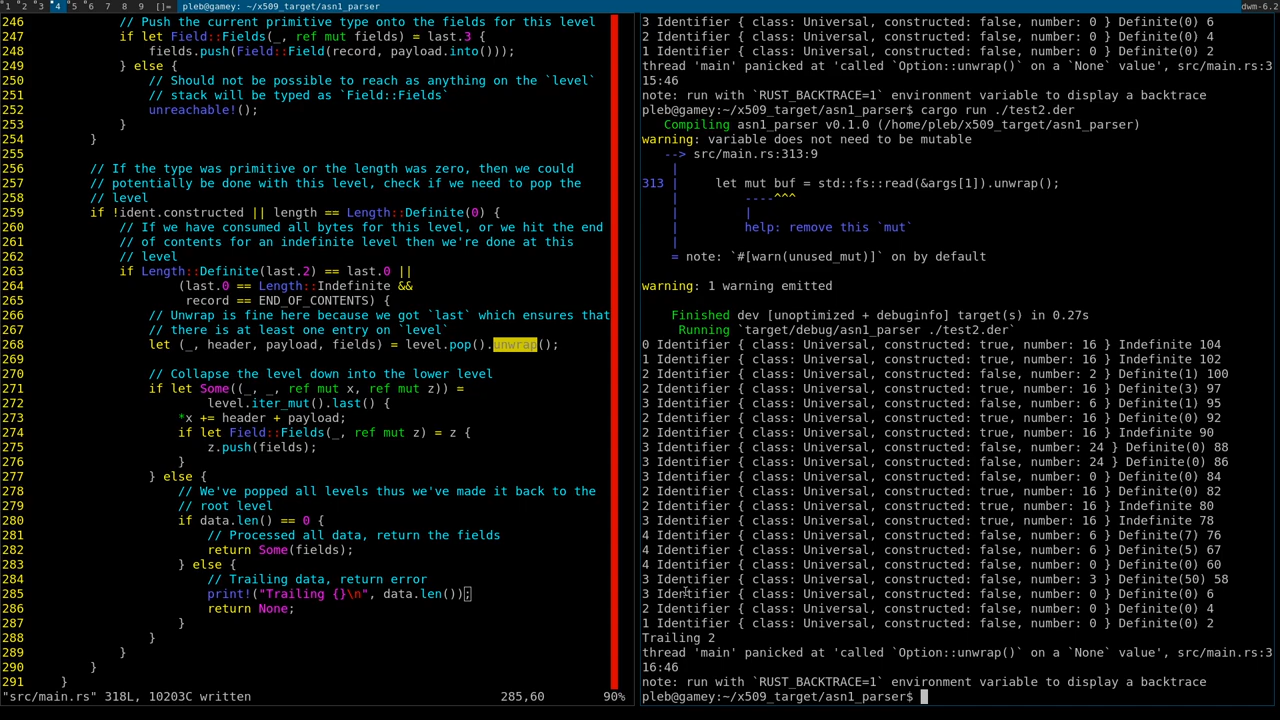 1 2 3 4 5 6 7 8 9 []= pleb@gamey: ~/x509_target/asn1_parser dwm-6.2
246 // Push the current primitive type onto the fields for this level
247 if let Field::Fields(_, ref mut fields) = last.3 {
248 fields.push(Field::Field(record, payload.into()));
249 } else {
250 // Should not be possible to reach as anything on the `level`
251 // stack will be typed as `Field::Fields`
252 unreachable!();
253 }
254 }
255
256 // If the type was primitive or the length was zero, then we could
257 // potentially be done with this level, check if we need to pop the
258 // level
259 if !ident.constructed || length == Length::Definite(0) {
260 // If we have consumed all bytes for this level, or we hit the end
261 // of contents for an indefinite level then we're done at this
262 // level
263 if Length::Definite(last.2) == last.0 ||
264 (last.0 == Length::Indefinite &&
265 record == END_OF_CONTENTS) {
266 // Unwrap is fine here because we got `last` which ensures that
267 // there is at least one entry on `level`
268 let (_, header, payload, fields) = level.pop().unwrap();
269
270 // Collapse the level down into the lower level
271 if let Some((_, _, ref mut x, ref mut z)) =
272 level.iter_mut().last() {
273 *x += header + payload;
274 if let Field::Fields(_, ref mut z) = z {
275 z.push(fields);
276 }
277 } else {
278 // We've popped all levels thus we've made it back to the
279 // root level
280 if data.len() == 0 {
281 // Processed all data, return the fields
282 return Some(fields);
283 } else {
284 // Trailing data, return error
285 print!("Trailing {}\n", data.len());
286 return None;
287 }
288 }
289 }
290 }
291 }
"src/main.rs" 318L, 10203C written 285,60 90%
3 Identifier { class: Universal, constructed: false, number: 0 } Definite(0) 6
2 Identifier { class: Universal, constructed: false, number: 0 } Definite(0) 4
1 Identifier { class: Universal, constructed: false, number: 0 } Definite(0) 2
thread 'main' panicked at 'called `Option::unwrap()` on a `None` value', src/main.rs:3
15:46
note: run with `RUST_BACKTRACE=1` environment variable to display a backtrace
pleb@gamey:~/x509_target/asn1_parser$ cargo run ./test2.der
Compiling asn1_parser v0.1.0 (/home/pleb/x509_target/asn1_parser)
warning: variable does not need to be mutable
--> src/main.rs:313:9
|
313 | let mut buf = std::fs::read(&args[1]).unwrap();
| ----^^^
| |
| help: remove this `mut`
|
= note: `#[warn(unused_mut)]` on by default
warning: 1 warning emitted
Finished dev [unoptimized + debuginfo] target(s) in 0.27s
Running `target/debug/asn1_parser ./test2.der`
0 Identifier { class: Universal, constructed: true, number: 16 } Indefinite 104
1 Identifier { class: Universal, constructed: true, number: 16 } Indefinite 102
2 Identifier { class: Universal, constructed: false, number: 2 } Definite(1) 100
2 Identifier { class: Universal, constructed: true, number: 16 } Definite(3) 97
3 Identifier { class: Universal, constructed: false, number: 6 } Definite(1) 95
2 Identifier { class: Universal, constructed: true, number: 16 } Definite(0) 92
2 Identifier { class: Universal, constructed: true, number: 16 } Indefinite 90
3 Identifier { class: Universal, constructed: false, number: 24 } Definite(0) 88
3 Identifier { class: Universal, constructed: false, number: 24 } Definite(0) 86
3 Identifier { class: Universal, constructed: false, number: 0 } Definite(0) 84
2 Identifier { class: Universal, constructed: true, number: 16 } Definite(0) 82
2 Identifier { class: Universal, constructed: true, number: 16 } Indefinite 80
3 Identifier { class: Universal, constructed: true, number: 16 } Indefinite 78
4 Identifier { class: Universal, constructed: false, number: 6 } Definite(7) 76
4 Identifier { class: Universal, constructed: false, number: 6 } Definite(5) 67
4 Identifier { class: Universal, constructed: false, number: 0 } Definite(0) 60
3 Identifier { class: Universal, constructed: false, number: 3 } Definite(50) 58
3 Identifier { class: Universal, constructed: false, number: 0 } Definite(0) 6
2 Identifier { class: Universal, constructed: false, number: 0 } Definite(0) 4
1 Identifier { class: Universal, constructed: false, number: 0 } Definite(0) 2
Trailing 2
thread 'main' panicked at 'called `Option::unwrap()` on a `None` value', src/main.rs:3
16:46
note: run with `RUST_BACKTRACE=1` environment variable to display a backtrace
pleb@gamey:~/x509_target/asn1_parser$